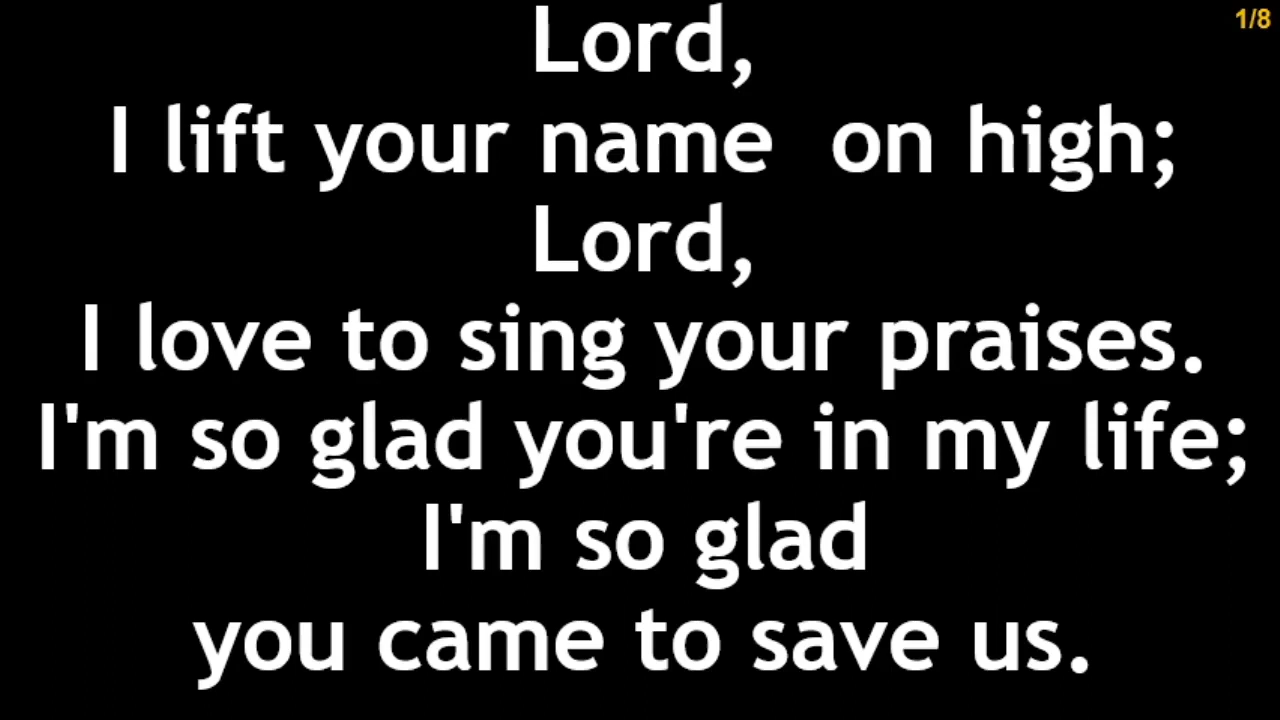 1/8
Lord,
I lift your name  on high;
Lord,
I love to sing your praises.
I'm so glad you're in my life;
I'm so glad
you came to save us.